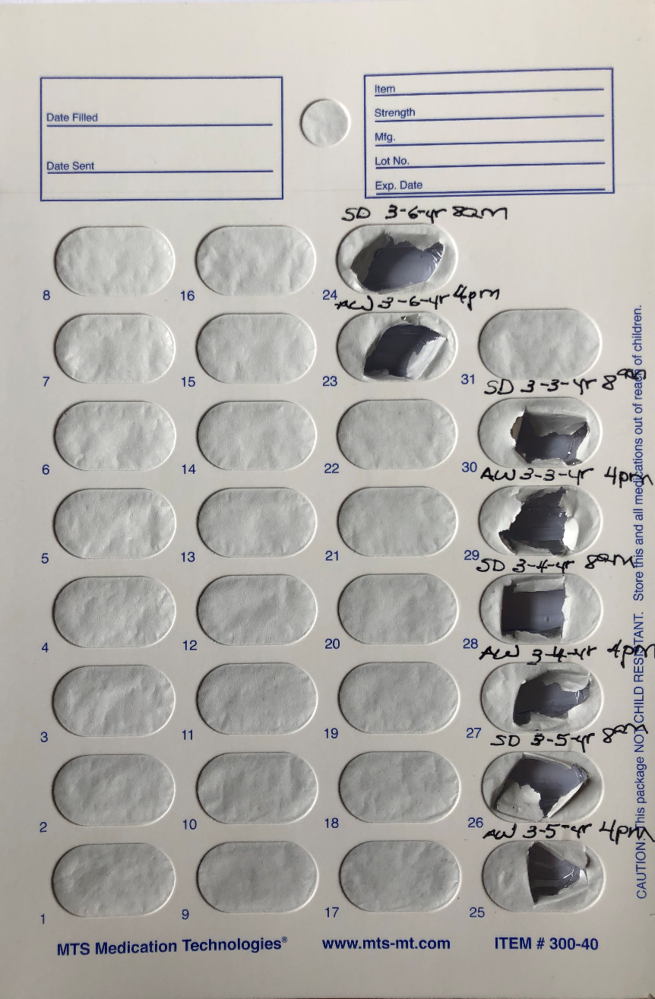 Date Filled
Date Sent
Item
Strength
Mfg.
Lot No.
Exp. Date
SD 3-6-yr 8am
8
16
24
ALW 3-6-yr 4pm
7
15
23
31
SD 3-3-yr 8am
6
14
22
30
AW 3-3-yr 4pm
5
13
21
29
SD 3-4-yr 8am
4
12
20
28
ALW 3-4-yr 4pm
3
11
19
27
SD 3-5-yr 8am
2
10
18
26
AW 3-5-yr 4pm
1
9
17
25
CAUTION: This package NOT CHILD RESISTANT. Store this and all medications out of reach of children.
MTS Medication Technologies® www.mts-mt.com ITEM # 300-40